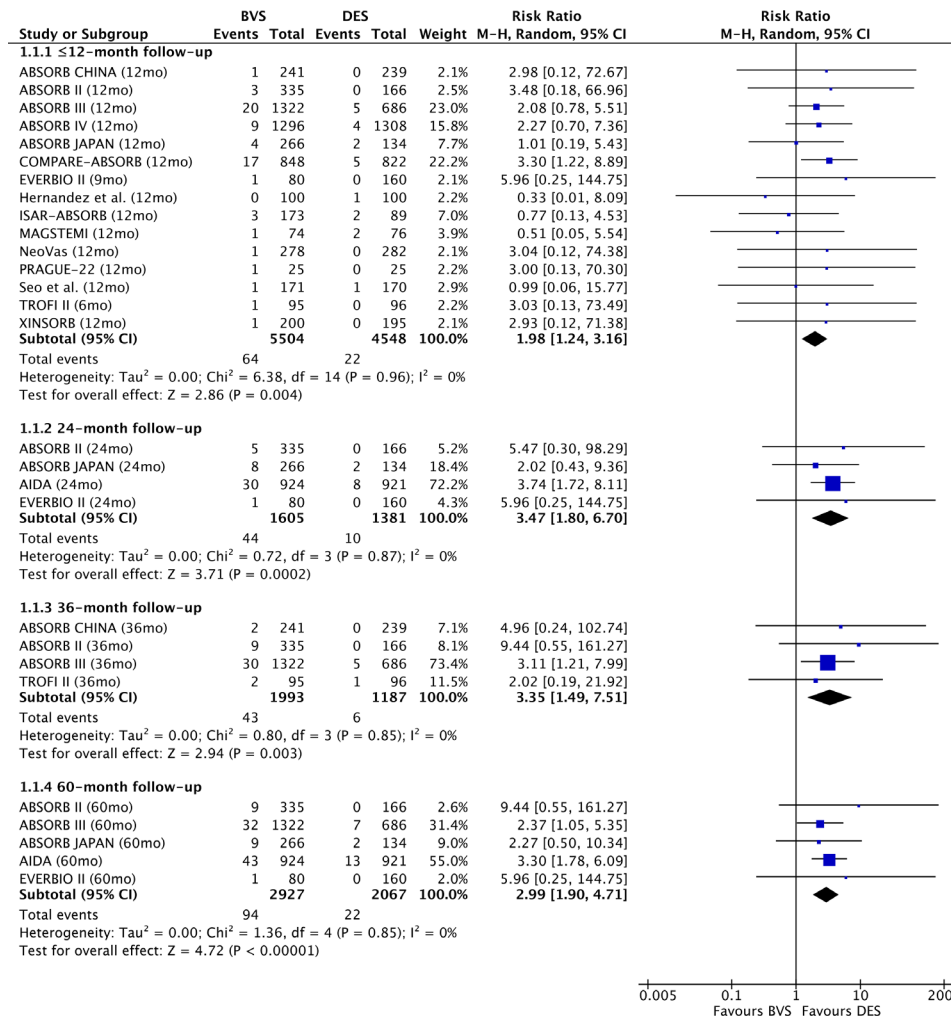 BVS DES Risk Ratio Risk Ratio
Study or Subgroup Events Total Events Total Weight M-H, Random, 95% CI M-H, Random, 95% CI
1.1.1 ≤12-month follow-up
ABSORB CHINA (12mo) 1 241 0 239 2.1% 2.98 [0.12, 72.67]
ABSORB II (12mo) 3 335 0 166 2.5% 3.48 [0.18, 66.96]
ABSORB III (12mo) 20 1322 5 686 23.0% 2.08 [0.78, 5.51]
ABSORB IV (12mo) 9 1296 4 1308 15.8% 2.27 [0.70, 7.36]
ABSORB JAPAN (12mo) 4 266 2 134 7.7% 1.01 [0.19, 5.43]
COMPARE-ABSORB (12mo) 17 848 5 822 22.2% 3.30 [1.22, 8.89]
EVERBIO II (9mo) 1 80 0 160 2.1% 5.96 [0.25, 144.75]
Hernandez et al. (12mo) 0 100 1 100 2.2% 0.33 [0.01, 8.09]
ISAR-ABSORB (12mo) 3 173 2 89 7.0% 0.77 [0.13, 4.53]
MAGSTEMI (12mo) 1 74 2 76 3.9% 0.51 [0.05, 5.54]
NeoVas (12mo) 1 278 0 282 2.1% 3.04 [0.12, 74.38]
PRAGUE-22 (12mo) 1 25 0 25 2.2% 3.00 [0.13, 70.30]
Seo et al. (12mo) 1 171 1 170 2.9% 0.99 [0.06, 15.77]
TROFI II (6mo) 1 95 0 96 2.2% 3.03 [0.13, 73.49]
XINSORB (12mo) 1 200 0 195 2.1% 2.93 [0.12, 71.38]
Subtotal (95% CI) 5504 4548 100.0% 1.98 [1.24, 3.16]
Total events 64 22
Heterogeneity: Tau² = 0.00; Chi² = 6.38, df = 14 (P = 0.96); I² = 0%
Test for overall effect: Z = 2.86 (P = 0.004)
1.1.2 24-month follow-up
ABSORB II (24mo) 5 335 0 166 5.2% 5.47 [0.30, 98.29]
ABSORB JAPAN (24mo) 8 266 2 134 18.4% 2.02 [0.43, 9.36]
AIDA (24mo) 30 924 8 921 72.2% 3.74 [1.72, 8.11]
EVERBIO II (24mo) 1 80 0 160 4.3% 5.96 [0.25, 144.75]
Subtotal (95% CI) 1605 1381 100.0% 3.47 [1.80, 6.70]
Total events 44 10
Heterogeneity: Tau² = 0.00; Chi² = 0.72, df = 3 (P = 0.87); I² = 0%
Test for overall effect: Z = 3.71 (P = 0.0002)
1.1.3 36-month follow-up
ABSORB CHINA (36mo) 2 241 0 239 7.1% 4.96 [0.24, 102.74]
ABSORB II (36mo) 9 335 0 166 8.1% 9.44 [0.55, 161.27]
ABSORB III (36mo) 30 1322 5 686 73.4% 3.11 [1.21, 7.99]
TROFI II (36mo) 2 95 1 96 11.5% 2.02 [0.19, 21.92]
Subtotal (95% CI) 1993 1187 100.0% 3.35 [1.49, 7.51]
Total events 43 6
Heterogeneity: Tau² = 0.00; Chi² = 0.80, df = 3 (P = 0.85); I² = 0%
Test for overall effect: Z = 2.94 (P = 0.003)
1.1.4 60-month follow-up
ABSORB II (60mo) 9 335 0 166 2.6% 9.44 [0.55, 161.27]
ABSORB III (60mo) 32 1322 7 686 31.4% 2.37 [1.05, 5.35]
ABSORB JAPAN (60mo) 9 266 2 134 9.0% 2.27 [0.50, 10.34]
AIDA (60mo) 43 924 13 921 55.0% 3.30 [1.78, 6.09]
EVERBIO II (60mo) 1 80 0 160 2.0% 5.96 [0.25, 144.75]
Subtotal (95% CI) 2927 2067 100.0% 2.99 [1.90, 4.71]
Total events 94 22
Heterogeneity: Tau² = 0.00; Chi² = 1.36, df = 4 (P = 0.85); I² = 0%
Test for overall effect: Z = 4.72 (P < 0.00001)
0.005 0.1 1 10 200
Favours BVS Favours DES